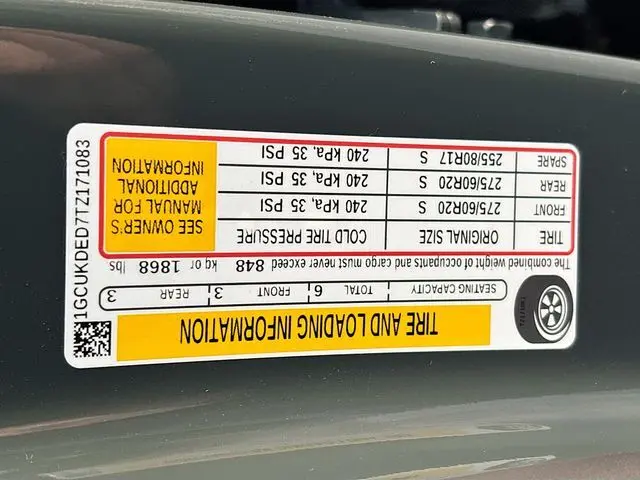 TIRE AND LOADING INFORMATION
SEATING CAPACITY TOTAL 6 FRONT 3 REAR 3
The combined weight of occupants and cargo must never exceed 848 kg or 1868 lbs
TIRE ORIGINAL SIZE COLD TIRE PRESSURE
FRONT 275/60R20 S 240 kPa, 35 PSI
REAR 275/60R20 S 240 kPa, 35 PSI
SPARE 255/80R17 S 240 kPa, 35 PSI
SEE OWNER'S
MANUAL FOR
ADDITIONAL
INFORMATION
1GCUKDED7TZ171083